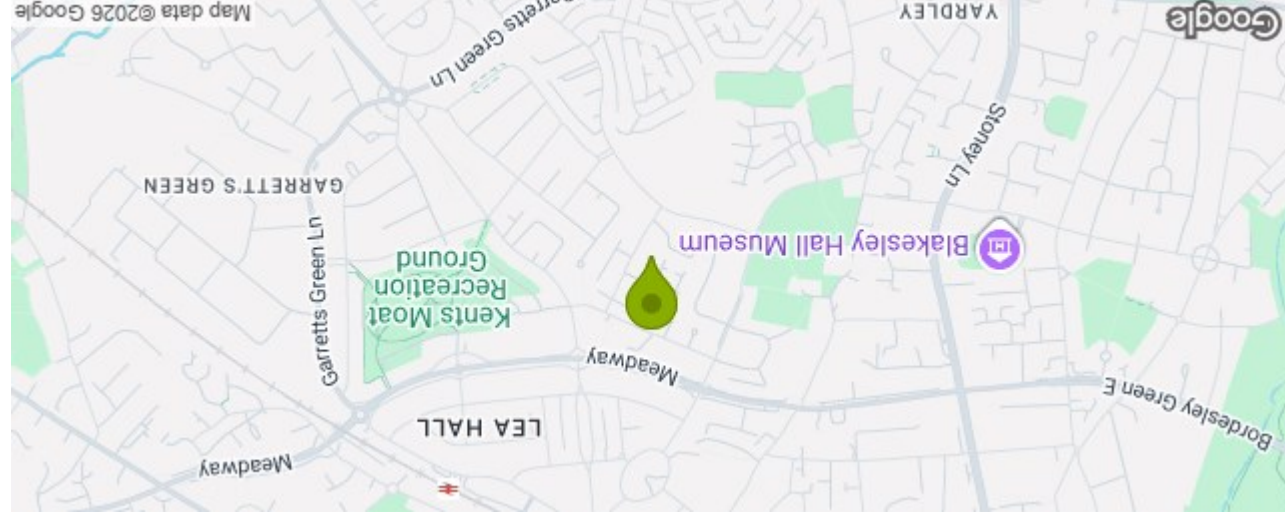 Bordesley Green E
Meadway
LEA HALL
Meadway
Kents Moat
Recreation
Ground
Garretts Green Ln
Blakesley Hall Museum
GARRETT'S GREEN
Stoney Ln
Garretts Green Ln
YARDLEY
Google
Map data ©2026 Google